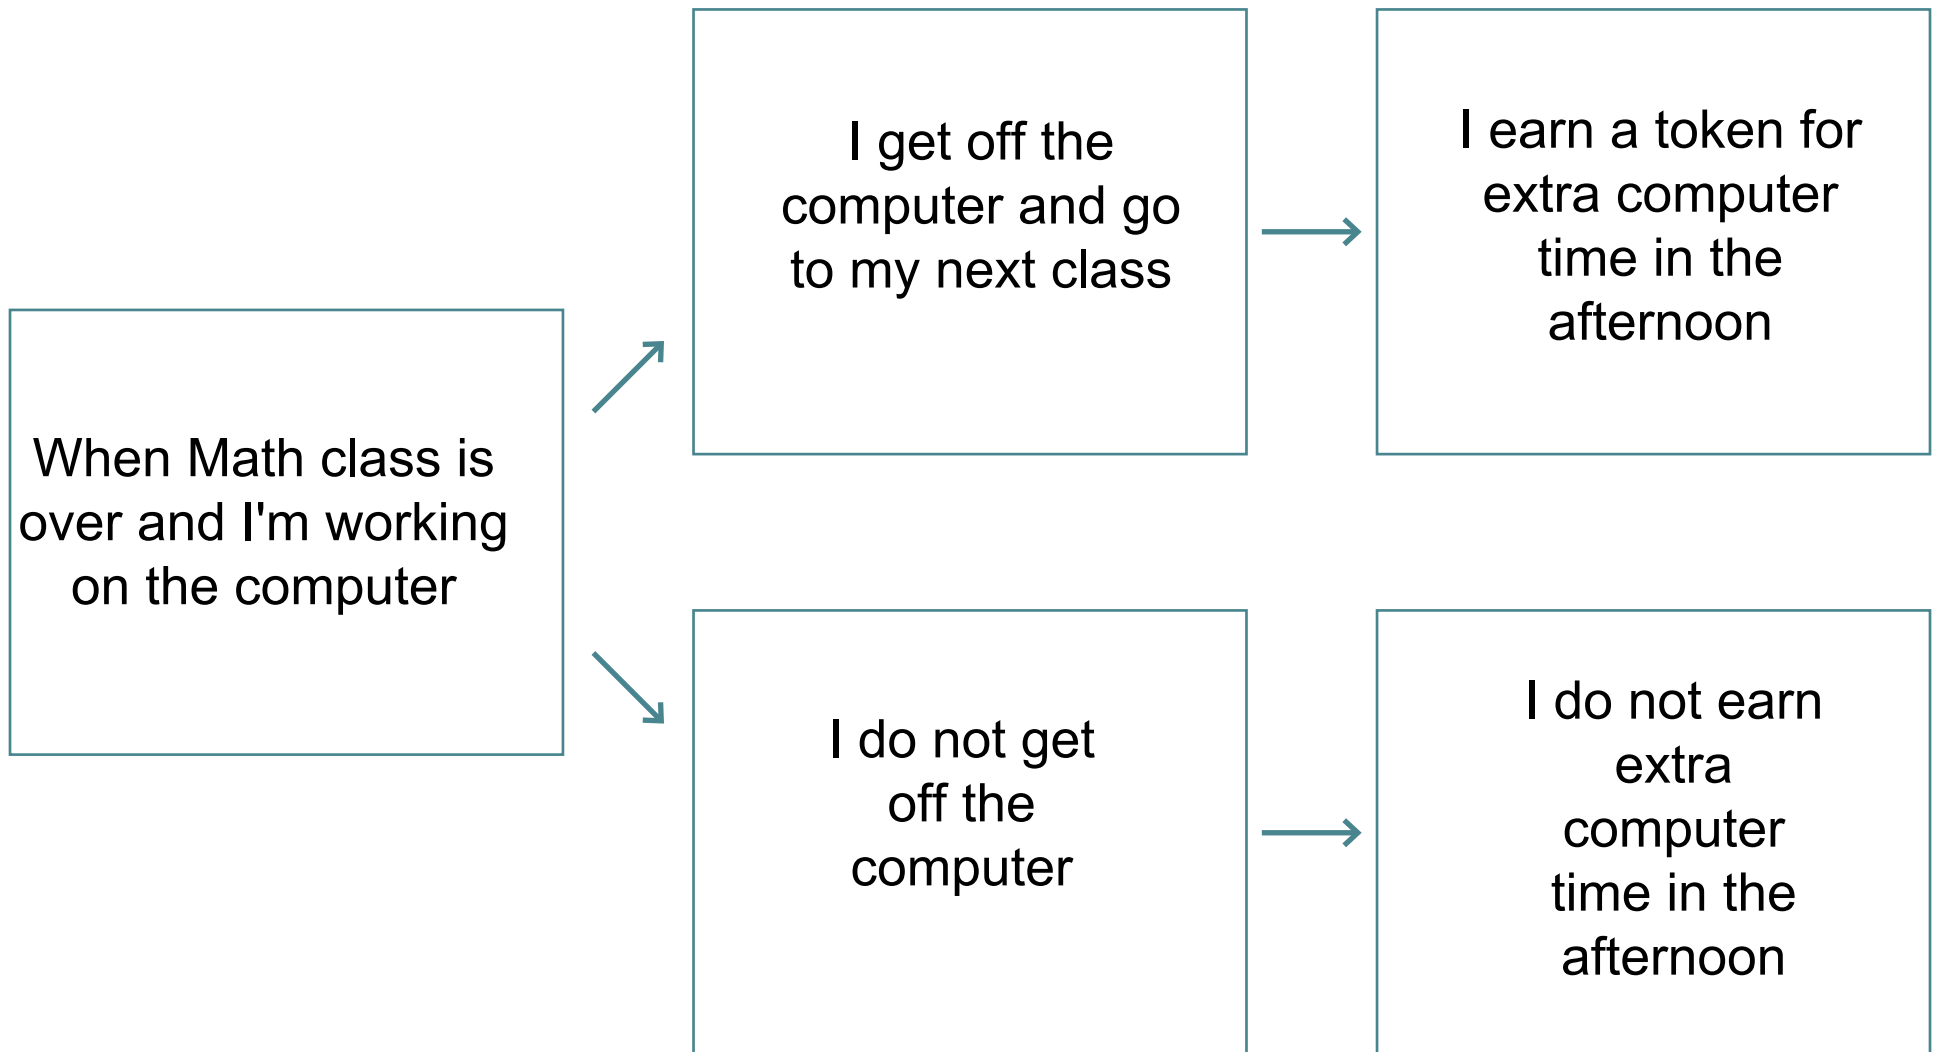 When Math class is
over and I'm working
on the computer
I get off the
computer and go
to my next class
I earn a token for
extra computer
time in the
afternoon
I do not get
off the
computer
I do not earn
extra
computer
time in the
afternoon